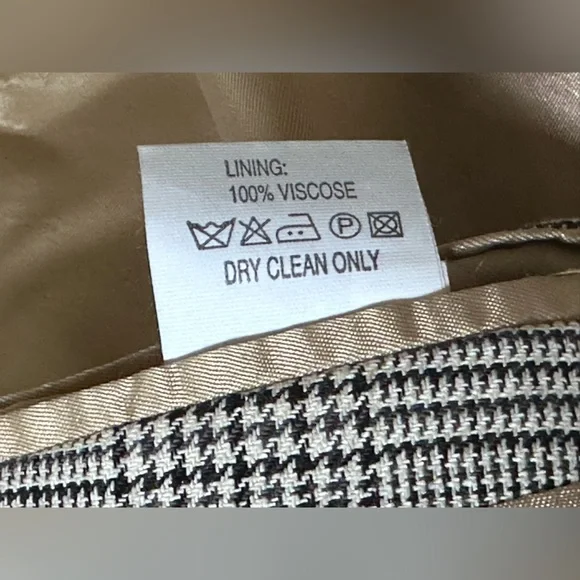 LINING:
100% VISCOSE
P
DRY CLEAN ONLY